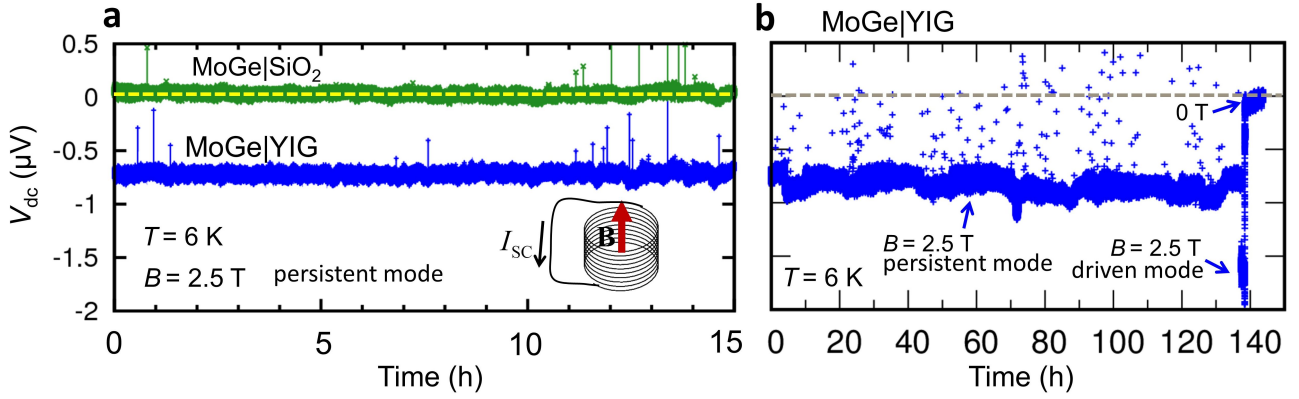 a
0.5
0
-0.5
-1
-1.5
-2
V_dc (μV)
MoGe|SiO₂
MoGe|YIG
T = 6 K
B = 2.5 T
persistent mode
I_SC
B
0 5 10 15
Time (h)
b
MoGe|YIG
0 T
B = 2.5 T
persistent mode
B = 2.5 T
driven mode
T = 6 K
0 20 40 60 80 100 120 140
Time (h)